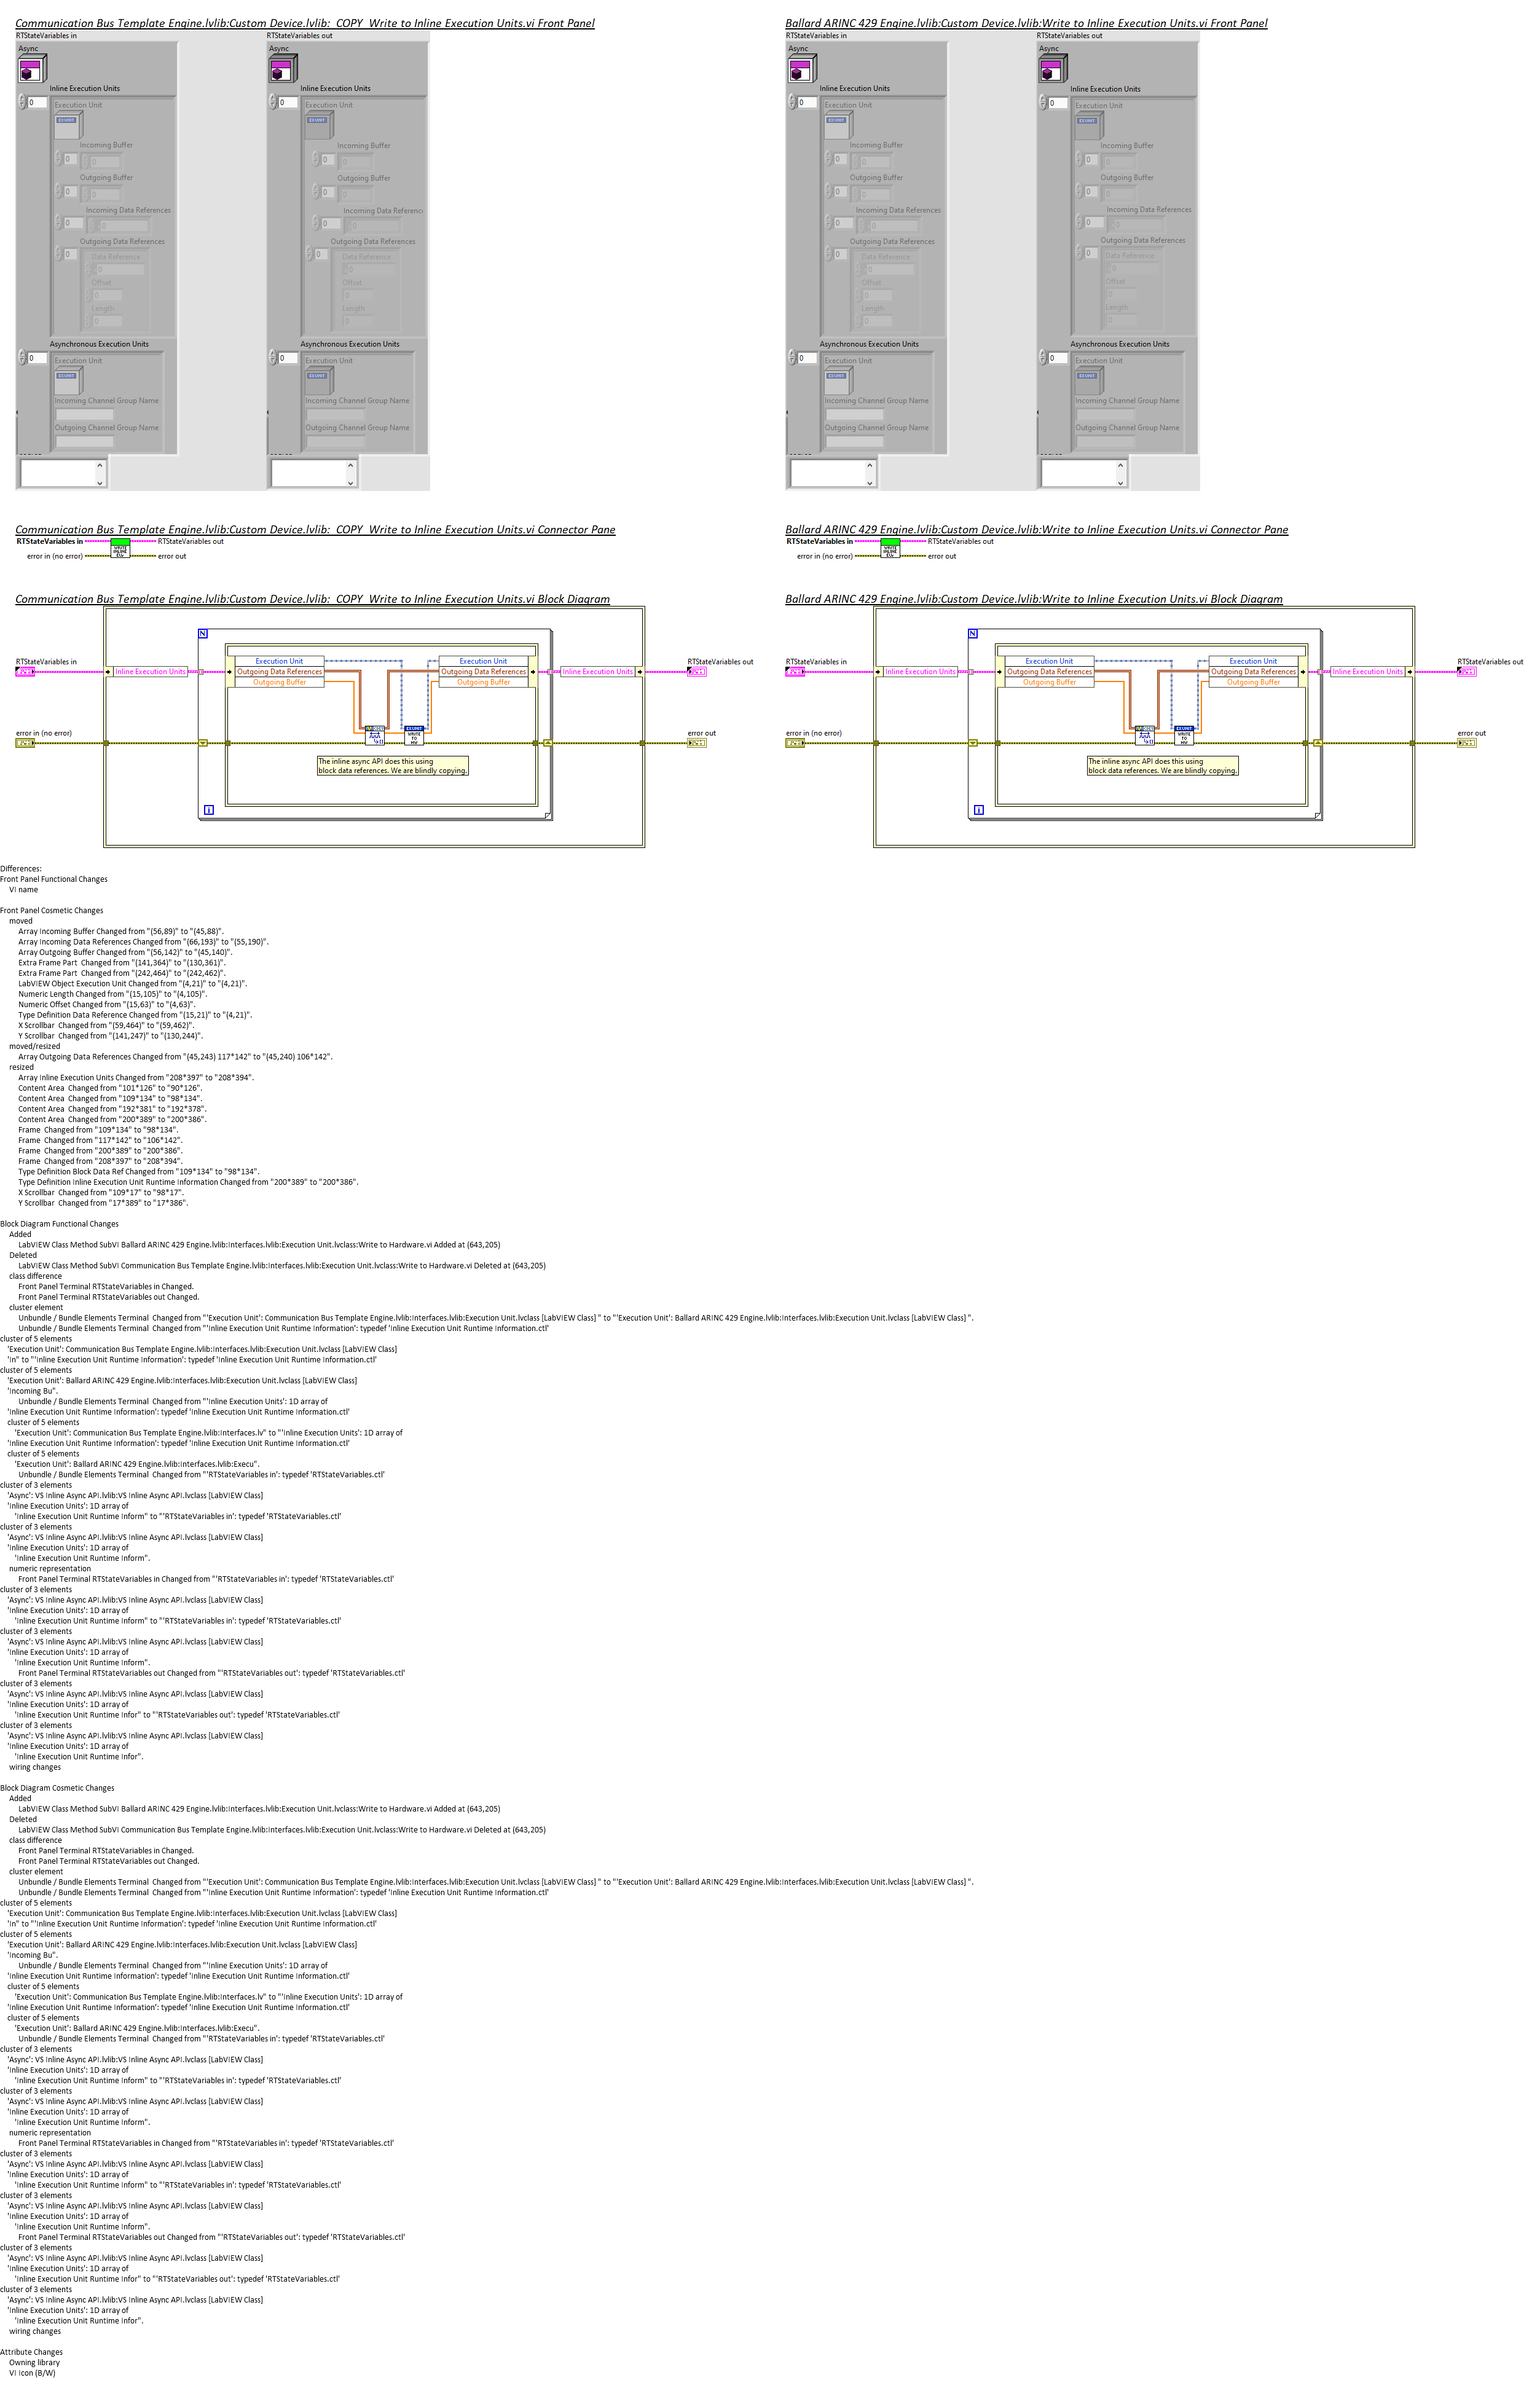 Communication Bus Template Engine.lvlib:Custom Device.lvlib:_COPY_Write to Inline Execution Units.vi Front Panel
RTStateVariables in
RTStateVariables out
Async
Async
Inline Execution Units
Inline Execution Units
0
0
Execution Unit
Execution Unit
EX UNIT
EX UNIT
Incoming Buffer
Incoming Buffer
0
0
0
0
Outgoing Buffer
Outgoing Buffer
0
0
0
0
Incoming Data References
Incoming Data Referenc
0
0
0
0
Outgoing Data References
Outgoing Data References
0
0
Data Reference
Data Reference
0
0
Offset
Offset
0
0
Length
Length
0
0
Asynchronous Execution Units
Asynchronous Execution Units
0
0
Execution Unit
Execution Unit
EX UNIT
EX UNIT
Incoming Channel Group Name
Incoming Channel Group Name
Outgoing Channel Group Name
Outgoing Channel Group Name
Ballard ARINC 429 Engine.lvlib:Custom Device.lvlib:Write to Inline Execution Units.vi Front Panel
RTStateVariables in
RTStateVariables out
Async
Async
Inline Execution Units
Inline Execution Units
0
0
Execution Unit
Execution Unit
EX UNIT
EX UNIT
Incoming Buffer
Incoming Buffer
0
0
0
0
Outgoing Buffer
Outgoing Buffer
0
0
0
0
Incoming Data References
Incoming Data References
0
0
0
0
Outgoing Data References
Outgoing Data References
0
0
Data Reference
Data Reference
0
0
Offset
Offset
0
0
Length
Length
0
0
Asynchronous Execution Units
Asynchronous Execution Units
0
0
Execution Unit
Execution Unit
EX UNIT
EX UNIT
Incoming Channel Group Name
Incoming Channel Group Name
Outgoing Channel Group Name
Outgoing Channel Group Name
Communication Bus Template Engine.lvlib:Custom Device.lvlib:_COPY_Write to Inline Execution Units.vi Connector Pane
RTStateVariables in
RTStateVariables out
WRITE
INLINE
error in (no error)
error out
Ballard ARINC 429 Engine.lvlib:Custom Device.lvlib:Write to Inline Execution Units.vi Connector Pane
RTStateVariables in
RTStateVariables out
WRITE
INLINE
error in (no error)
error out
Communication Bus Template Engine.lvlib:Custom Device.lvlib:_COPY_Write to Inline Execution Units.vi Block Diagram
N
RTStateVariables in
Execution Unit
Execution Unit
RTStateVariables out
Inline Execution Units
Outgoing Data References
Outgoing Data References
Inline Execution Units
Outgoing Buffer
Outgoing Buffer
error in (no error)
EX UNIT
WRITE
TO
HW
error out
The inline async API does this using
block data references. We are blindly copying.
i
Ballard ARINC 429 Engine.lvlib:Custom Device.lvlib:Write to Inline Execution Units.vi Block Diagram
N
RTStateVariables in
Execution Unit
Execution Unit
RTStateVariables out
Inline Execution Units
Outgoing Data References
Outgoing Data References
Inline Execution Units
Outgoing Buffer
Outgoing Buffer
error in (no error)
EX UNIT
WRITE
TO
HW
error out
The inline async API does this using
block data references. We are blindly copying.
i
Differences:
Front Panel Functional Changes
VI name
Front Panel Cosmetic Changes
moved
Array Incoming Buffer Changed from "(56,89)" to "(45,88)".
Array Incoming Data References Changed from "(66,193)" to "(55,190)".
Array Outgoing Buffer Changed from "(56,142)" to "(45,140)".
Extra Frame Part  Changed from "(141,364)" to "(130,361)".
Extra Frame Part  Changed from "(242,464)" to "(242,462)".
LabVIEW Object Execution Unit Changed from "(4,21)" to "(4,21)".
Numeric Length Changed from "(15,105)" to "(4,105)".
Numeric Offset Changed from "(15,63)" to "(4,63)".
Type Definition Data Reference Changed from "(15,21)" to "(4,21)".
X Scrollbar  Changed from "(59,464)" to "(59,462)".
Y Scrollbar  Changed from "(141,247)" to "(130,244)".
moved/resized
Array Outgoing Data References Changed from "(45,243) 117*142" to "(45,240) 106*142".
resized
Array Inline Execution Units Changed from "208*397" to "208*394".
Content Area  Changed from "101*126" to "90*126".
Content Area  Changed from "109*134" to "98*134".
Content Area  Changed from "192*381" to "192*378".
Content Area  Changed from "200*389" to "200*386".
Frame  Changed from "109*134" to "98*134".
Frame  Changed from "117*142" to "106*142".
Frame  Changed from "200*389" to "200*386".
Frame  Changed from "208*397" to "208*394".
Type Definition Block Data Ref Changed from "109*134" to "98*134".
Type Definition Inline Execution Unit Runtime Information Changed from "200*389" to "200*386".
X Scrollbar  Changed from "109*17" to "98*17".
Y Scrollbar  Changed from "17*389" to "17*386".
Block Diagram Functional Changes
Added
LabVIEW Class Method SubVI Ballard ARINC 429 Engine.lvlib:Interfaces.lvlib:Execution Unit.lvclass:Write to Hardware.vi Added at (643,205)
Deleted
LabVIEW Class Method SubVI Communication Bus Template Engine.lvlib:Interfaces.lvlib:Execution Unit.lvclass:Write to Hardware.vi Deleted at (643,205)
class difference
Front Panel Terminal RTStateVariables in Changed.
Front Panel Terminal RTStateVariables out Changed.
cluster element
Unbundle / Bundle Elements Terminal  Changed from "'Execution Unit': Communication Bus Template Engine.lvlib:Interfaces.lvlib:Execution Unit.lvclass [LabVIEW Class] " to "'Execution Unit': Ballard ARINC 429 Engine.lvlib:Interfaces.lvlib:Execution Unit.lvclass [LabVIEW Class] ".
Unbundle / Bundle Elements Terminal  Changed from "'Inline Execution Unit Runtime Information': typedef 'Inline Execution Unit Runtime Information.ctl'
cluster of 5 elements
'Execution Unit': Communication Bus Template Engine.lvlib:Interfaces.lvlib:Execution Unit.lvclass [LabVIEW Class]
'In" to "'Inline Execution Unit Runtime Information': typedef 'Inline Execution Unit Runtime Information.ctl'
cluster of 5 elements
'Execution Unit': Ballard ARINC 429 Engine.lvlib:Interfaces.lvlib:Execution Unit.lvclass [LabVIEW Class]
'Incoming Bu".
Unbundle / Bundle Elements Terminal  Changed from "'Inline Execution Units': 1D array of
'Inline Execution Unit Runtime Information': typedef 'Inline Execution Unit Runtime Information.ctl'
cluster of 5 elements
'Execution Unit': Communication Bus Template Engine.lvlib:Interfaces.lv" to "'Inline Execution Units': 1D array of
'Inline Execution Unit Runtime Information': typedef 'Inline Execution Unit Runtime Information.ctl'
cluster of 5 elements
'Execution Unit': Ballard ARINC 429 Engine.lvlib:Interfaces.lvlib:Execu".
Unbundle / Bundle Elements Terminal  Changed from "'RTStateVariables in': typedef 'RTStateVariables.ctl'
cluster of 3 elements
'Async': VS Inline Async API.lvlib:VS Inline Async API.lvclass [LabVIEW Class]
'Inline Execution Units': 1D array of
'Inline Execution Unit Runtime Inform" to "'RTStateVariables in': typedef 'RTStateVariables.ctl'
cluster of 3 elements
'Async': VS Inline Async API.lvlib:VS Inline Async API.lvclass [LabVIEW Class]
'Inline Execution Units': 1D array of
'Inline Execution Unit Runtime Inform".
numeric representation
Front Panel Terminal RTStateVariables in Changed from "'RTStateVariables in': typedef 'RTStateVariables.ctl'
cluster of 3 elements
'Async': VS Inline Async API.lvlib:VS Inline Async API.lvclass [LabVIEW Class]
'Inline Execution Units': 1D array of
'Inline Execution Unit Runtime Inform" to "'RTStateVariables in': typedef 'RTStateVariables.ctl'
cluster of 3 elements
'Async': VS Inline Async API.lvlib:VS Inline Async API.lvclass [LabVIEW Class]
'Inline Execution Units': 1D array of
'Inline Execution Unit Runtime Inform".
Front Panel Terminal RTStateVariables out Changed from "'RTStateVariables out': typedef 'RTStateVariables.ctl'
cluster of 3 elements
'Async': VS Inline Async API.lvlib:VS Inline Async API.lvclass [LabVIEW Class]
'Inline Execution Units': 1D array of
'Inline Execution Unit Runtime Infor" to "'RTStateVariables out': typedef 'RTStateVariables.ctl'
cluster of 3 elements
'Async': VS Inline Async API.lvlib:VS Inline Async API.lvclass [LabVIEW Class]
'Inline Execution Units': 1D array of
'Inline Execution Unit Runtime Infor".
wiring changes
Block Diagram Cosmetic Changes
Added
LabVIEW Class Method SubVI Ballard ARINC 429 Engine.lvlib:Interfaces.lvlib:Execution Unit.lvclass:Write to Hardware.vi Added at (643,205)
Deleted
LabVIEW Class Method SubVI Communication Bus Template Engine.lvlib:Interfaces.lvlib:Execution Unit.lvclass:Write to Hardware.vi Deleted at (643,205)
class difference
Front Panel Terminal RTStateVariables in Changed.
Front Panel Terminal RTStateVariables out Changed.
cluster element
Unbundle / Bundle Elements Terminal  Changed from "'Execution Unit': Communication Bus Template Engine.lvlib:Interfaces.lvlib:Execution Unit.lvclass [LabVIEW Class] " to "'Execution Unit': Ballard ARINC 429 Engine.lvlib:Interfaces.lvlib:Execution Unit.lvclass [LabVIEW Class] ".
Unbundle / Bundle Elements Terminal  Changed from "'Inline Execution Unit Runtime Information': typedef 'Inline Execution Unit Runtime Information.ctl'
cluster of 5 elements
'Execution Unit': Communication Bus Template Engine.lvlib:Interfaces.lvlib:Execution Unit.lvclass [LabVIEW Class]
'In" to "'Inline Execution Unit Runtime Information': typedef 'Inline Execution Unit Runtime Information.ctl'
cluster of 5 elements
'Execution Unit': Ballard ARINC 429 Engine.lvlib:Interfaces.lvlib:Execution Unit.lvclass [LabVIEW Class]
'Incoming Bu".
Unbundle / Bundle Elements Terminal  Changed from "'Inline Execution Units': 1D array of
'Inline Execution Unit Runtime Information': typedef 'Inline Execution Unit Runtime Information.ctl'
cluster of 5 elements
'Execution Unit': Communication Bus Template Engine.lvlib:Interfaces.lv" to "'Inline Execution Units': 1D array of
'Inline Execution Unit Runtime Information': typedef 'Inline Execution Unit Runtime Information.ctl'
cluster of 5 elements
'Execution Unit': Ballard ARINC 429 Engine.lvlib:Interfaces.lvlib:Execu".
Unbundle / Bundle Elements Terminal  Changed from "'RTStateVariables in': typedef 'RTStateVariables.ctl'
cluster of 3 elements
'Async': VS Inline Async API.lvlib:VS Inline Async API.lvclass [LabVIEW Class]
'Inline Execution Units': 1D array of
'Inline Execution Unit Runtime Inform" to "'RTStateVariables in': typedef 'RTStateVariables.ctl'
cluster of 3 elements
'Async': VS Inline Async API.lvlib:VS Inline Async API.lvclass [LabVIEW Class]
'Inline Execution Units': 1D array of
'Inline Execution Unit Runtime Inform".
numeric representation
Front Panel Terminal RTStateVariables in Changed from "'RTStateVariables in': typedef 'RTStateVariables.ctl'
cluster of 3 elements
'Async': VS Inline Async API.lvlib:VS Inline Async API.lvclass [LabVIEW Class]
'Inline Execution Units': 1D array of
'Inline Execution Unit Runtime Inform" to "'RTStateVariables in': typedef 'RTStateVariables.ctl'
cluster of 3 elements
'Async': VS Inline Async API.lvlib:VS Inline Async API.lvclass [LabVIEW Class]
'Inline Execution Units': 1D array of
'Inline Execution Unit Runtime Inform".
Front Panel Terminal RTStateVariables out Changed from "'RTStateVariables out': typedef 'RTStateVariables.ctl'
cluster of 3 elements
'Async': VS Inline Async API.lvlib:VS Inline Async API.lvclass [LabVIEW Class]
'Inline Execution Units': 1D array of
'Inline Execution Unit Runtime Infor" to "'RTStateVariables out': typedef 'RTStateVariables.ctl'
cluster of 3 elements
'Async': VS Inline Async API.lvlib:VS Inline Async API.lvclass [LabVIEW Class]
'Inline Execution Units': 1D array of
'Inline Execution Unit Runtime Infor".
wiring changes
Attribute Changes
Owning library
VI Icon (B/W)